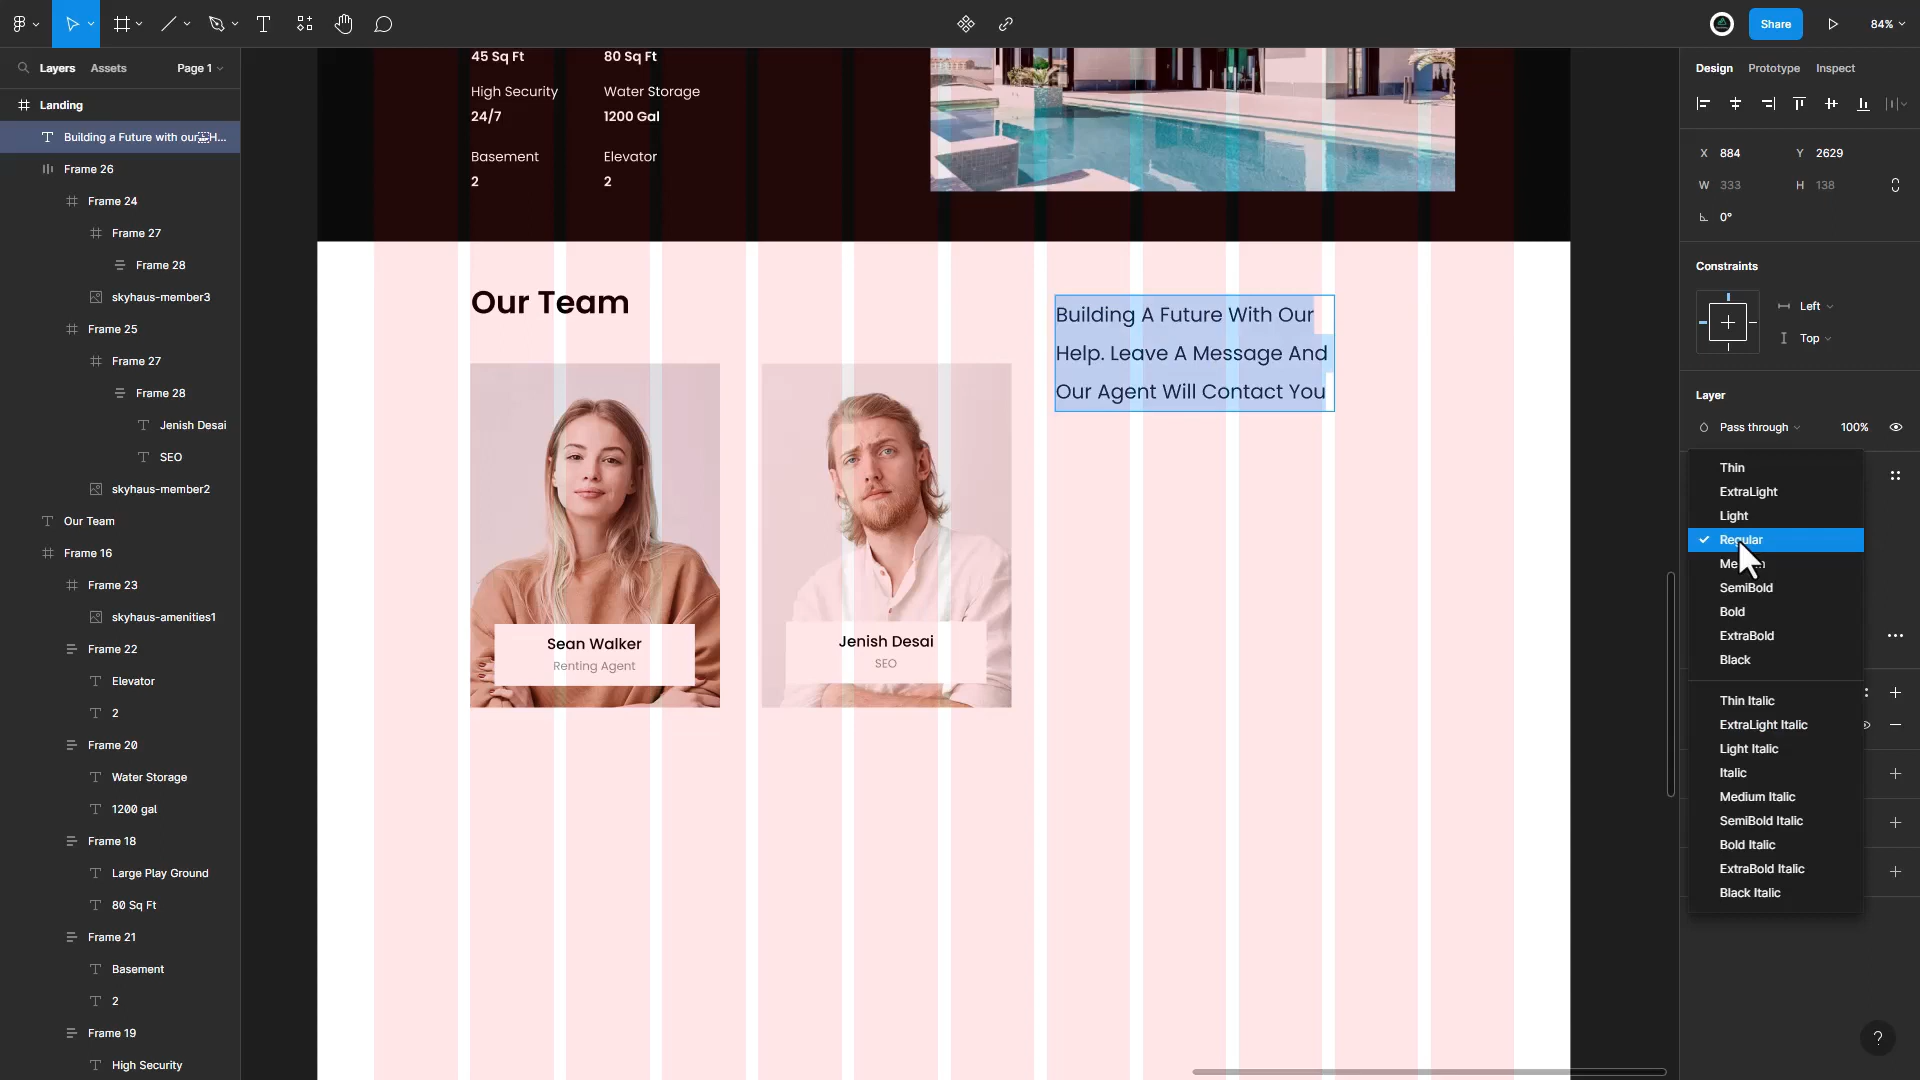 Share
84%
Layers
Assets
Page 1
Landing
Building a Future with our H...
Frame 26
Frame 24
Frame 27
Frame 28
skyhaus-member3
Frame 25
Frame 27
Frame 28
Jenish Desai
SEO
skyhaus-member2
Our Team
Frame 16
Frame 23
skyhaus-amenities1
Frame 22
Elevator
2
Frame 20
Water Storage
1200 gal
Frame 18
Large Play Ground
80 Sq Ft
Frame 21
Basement
2
Frame 19
High Security
45 Sq Ft
80 Sq Ft
High Security
Water Storage
24/7
1200 Gal
Basement
Elevator
2
2
Our Team
Sean Walker
Renting Agent
Jenish Desai
SEO
Building A Future With Our
Help. Leave A Message And
Our Agent Will Contact You
Design
Prototype
Inspect
X 884
Y 2629
W 333
H 138
0°
Constraints
Left
Top
Layer
Pass through
100%
Thin
ExtraLight
Light
Regular
SemiBold
Bold
ExtraBold
Black
Thin Italic
ExtraLight Italic
Light Italic
Italic
Medium Italic
SemiBold Italic
Bold Italic
ExtraBold Italic
Black Italic
?